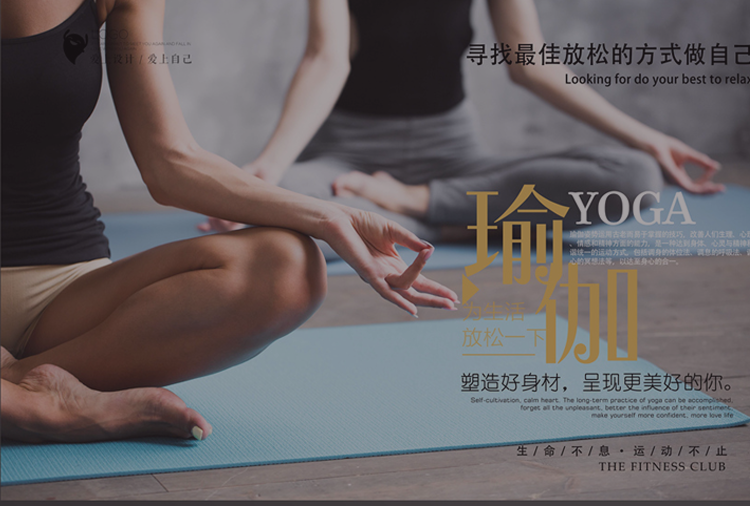 爱上设计 / 爱上自己
寻找最佳放松的方式做自己
Looking for do your best to relax
瑜伽
YOGA
为生活
放松一下
塑造好身材，呈现更美好的你。
Self-cultivation, calm heart. The long-term practice of yoga can be accomplished,
forget all the unpleasant, better the influence of their sentiment,
make yourself more confident, more love life
生/命/不/息·运/动/不/止
THE FITNESS CLUB